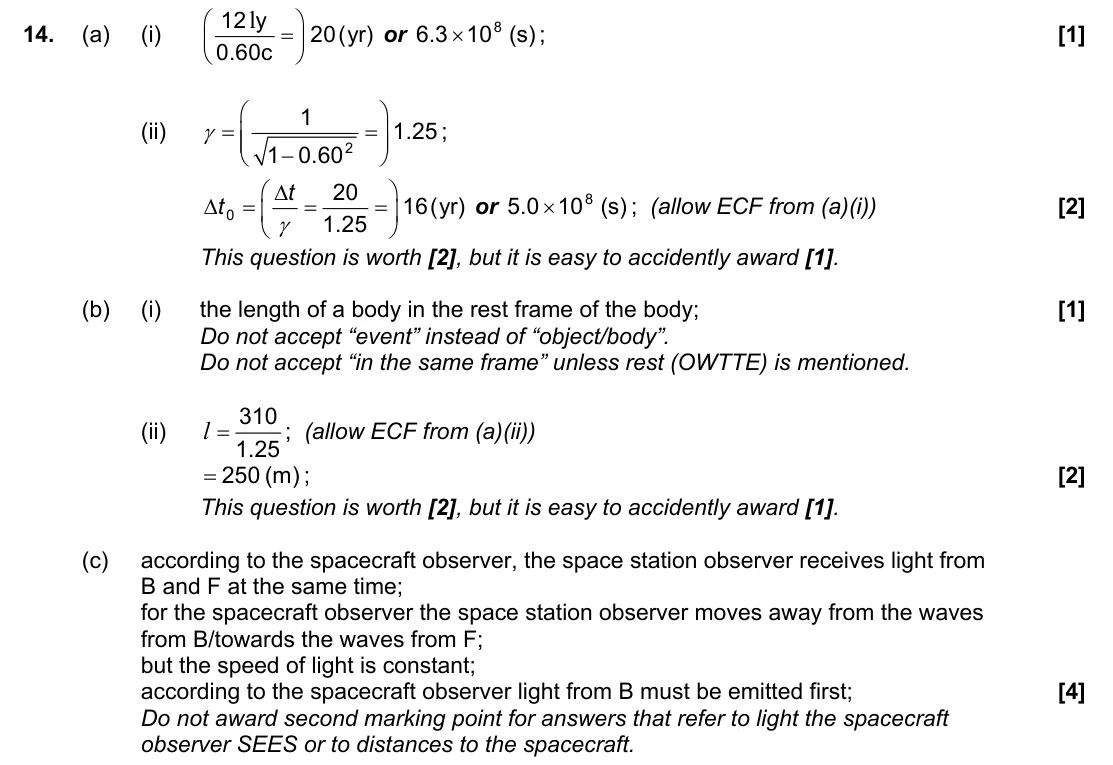 14. (a) (i) (12 ly / 0.60c =) 20 (yr) or 6.3 × 10⁸ (s) ; [1]
(ii) γ = (1 / √(1 − 0.60²) =) 1.25 ;
Δt₀ = (Δt / γ = 20 / 1.25 =) 16 (yr) or 5.0 × 10⁸ (s) ; (allow ECF from (a)(i)) [2]
This question is worth [2], but it is easy to accidently award [1].
(b) (i) the length of a body in the rest frame of the body; [1]
Do not accept “event” instead of “object/body”.
Do not accept “in the same frame” unless rest (OWTTE) is mentioned.
(ii) l = 310 / 1.25 ; (allow ECF from (a)(ii))
= 250 (m) ; [2]
This question is worth [2], but it is easy to accidently award [1].
(c) according to the spacecraft observer, the space station observer receives light from
B and F at the same time;
for the spacecraft observer the space station observer moves away from the waves
from B/towards the waves from F;
but the speed of light is constant;
according to the spacecraft observer light from B must be emitted first; [4]
Do not award second marking point for answers that refer to light the spacecraft
observer SEES or to distances to the spacecraft.